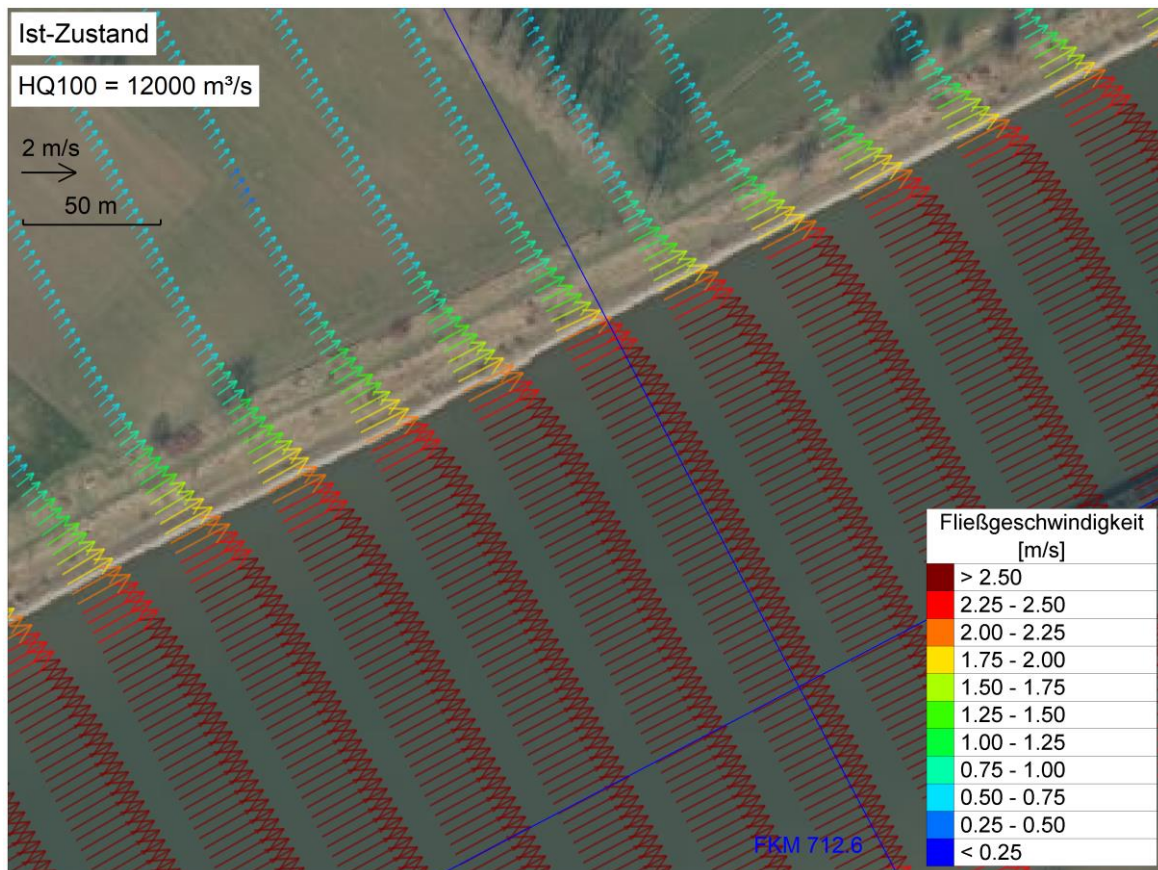 Ist-Zustand
HQ100 = 12000 m³/s
2 m/s
50 m
Fließgeschwindigkeit
[m/s]
> 2.50
2.25 - 2.50
2.00 - 2.25
1.75 - 2.00
1.50 - 1.75
1.25 - 1.50
1.00 - 1.25
0.75 - 1.00
0.50 - 0.75
0.25 - 0.50
< 0.25
FKM 712.6